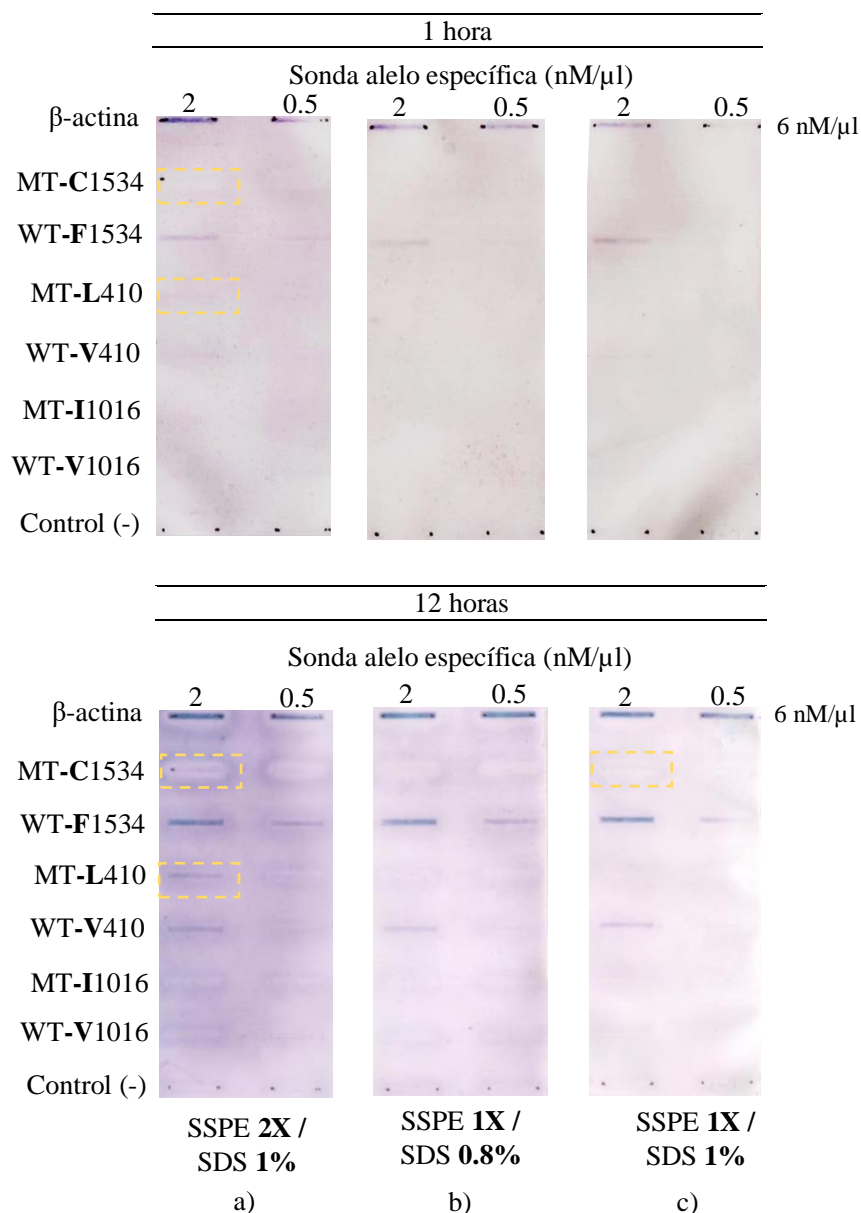 1 hora
Sonda alelo específica (nM/µl)
2 0.5 2 0.5 2 0.5
β-actina 6 nM/µl
MT-C1534
WT-F1534
MT-L410
WT-V410
MT-I1016
WT-V1016
Control (-)
12 horas
Sonda alelo específica (nM/µl)
2 0.5 2 0.5 2 0.5
β-actina 6 nM/µl
MT-C1534
WT-F1534
MT-L410
WT-V410
MT-I1016
WT-V1016
Control (-)
SSPE 2X / SSPE 1X / SSPE 1X /
SDS 1% SDS 0.8% SDS 1%
a) b) c)